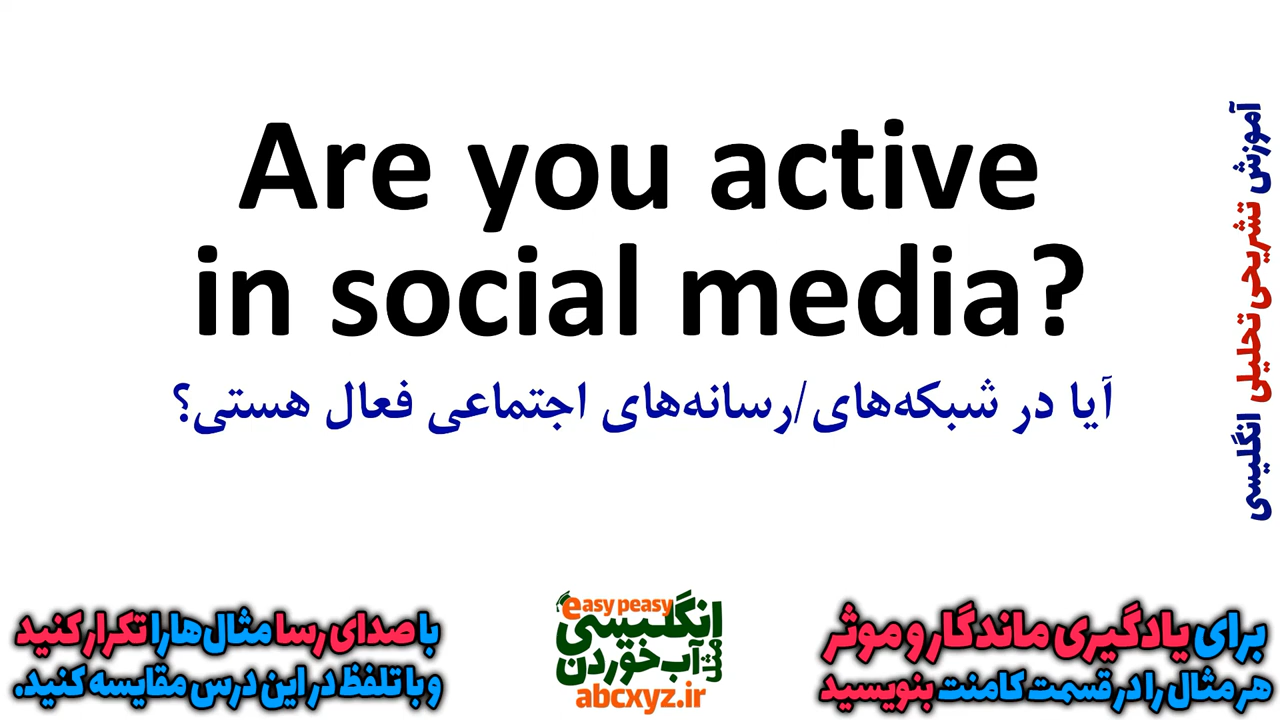 Are you active
in social media?
آیا در شبکه‌های/رسانه‌های اجتماعی فعال هستی؟
آموزش تشریحی تحلیلی انگلیسی
برای یادگیری ماندگار و موثر
هر مثال را در قسمت کامنت بنویسید
easy peasy
انگلیسی
مثل آب خوردن
abcxyz.ir
با صدای رسا مثال‌ها را تکرار کنید
و با تلفظ در این درس مقایسه کنید.